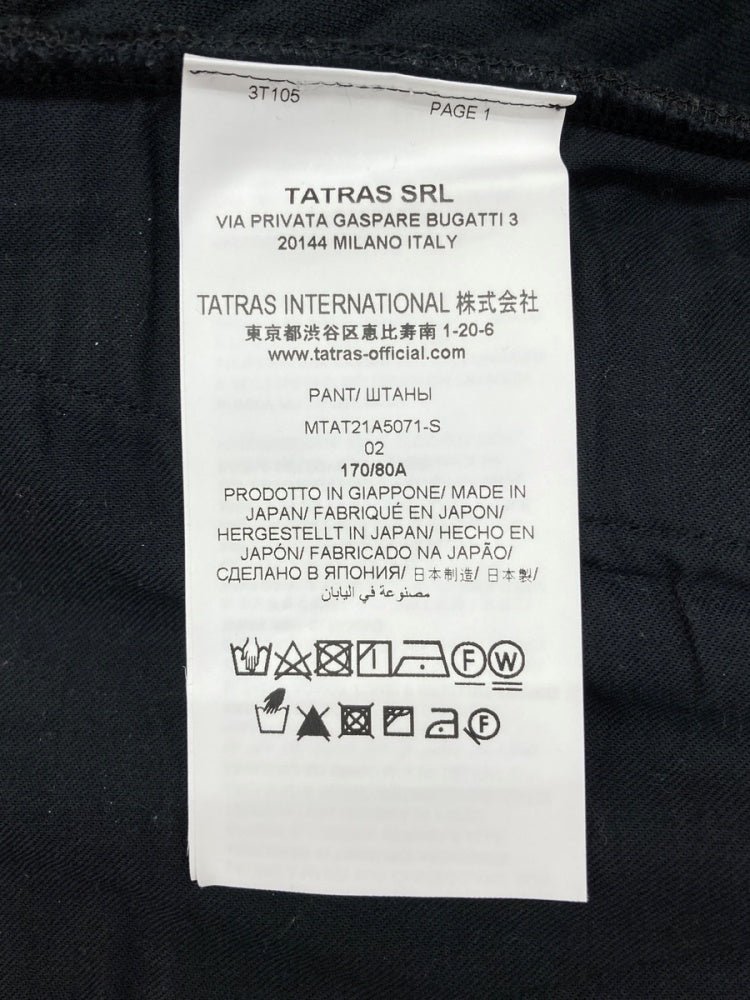 3T105
PAGE 1
TATRAS SRL
VIA PRIVATA GASPARE BUGATTI 3
20144 MILANO ITALY
TATRAS INTERNATIONAL 株式会社
東京都渋谷区恵比寿南 1-20-6
www.tatras-official.com
PANT/ ШТАНЫ
MTAT21A5071-S
02
170/80A
PRODOTTO IN GIAPPONE/ MADE IN
JAPAN/ FABRIQUÉ EN JAPON/
HERGESTELLT IN JAPAN/ HECHO EN
JAPÓN/ FABRICADO NA JAPÃO/
СДЕЛАНО В ЯПОНИЯ/ 日本制造/ 日本製/
مصنوعة في اليابان
F W
F